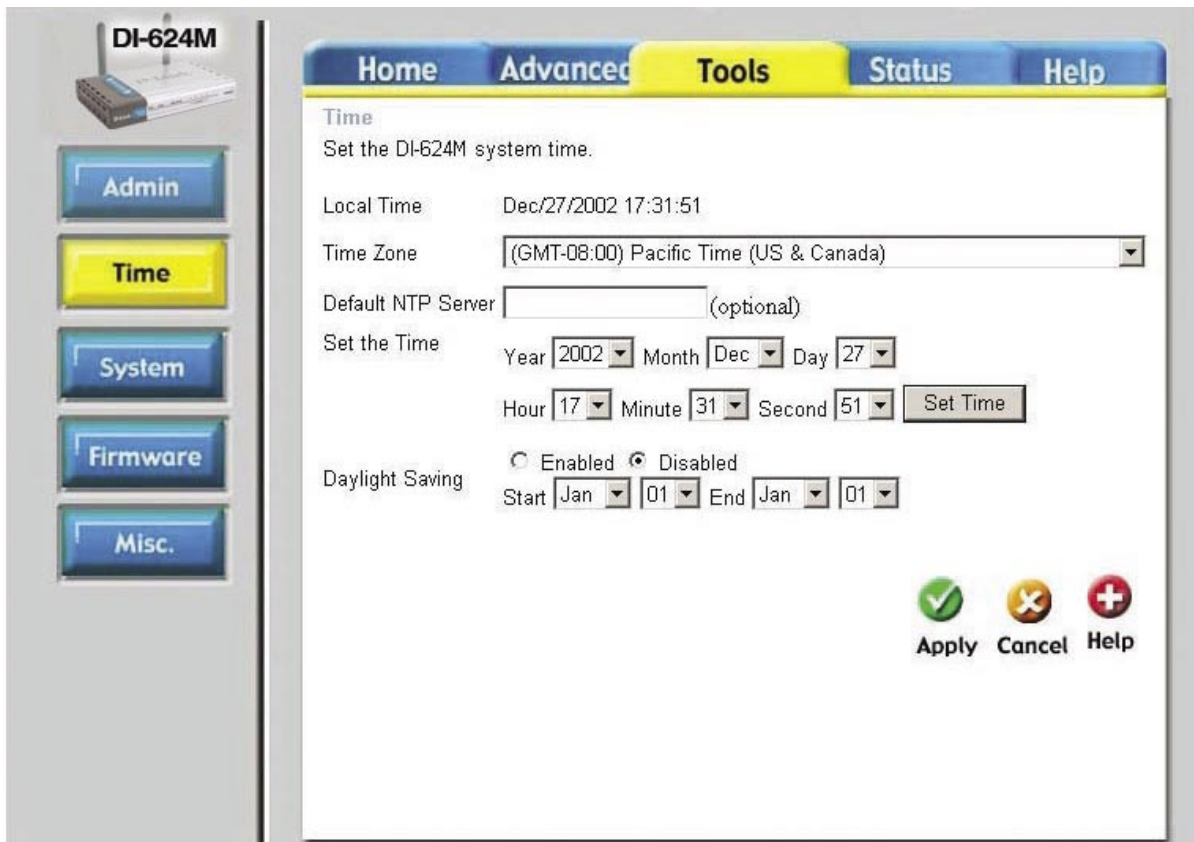 DI-624M
Home Advanced Tools Status Help
Admin
Time
System
Firmware
Misc.
Time
Set the DI-624M system time.
Local Time Dec/27/2002 17:31:51
Time Zone (GMT-08:00) Pacific Time (US & Canada)
Default NTP Server (optional)
Set the Time Year 2002 Month Dec Day 27
Hour 17 Minute 31 Second 51 Set Time
Daylight Saving Enabled Disabled
Start Jan 01 End Jan 01
Apply Cancel Help